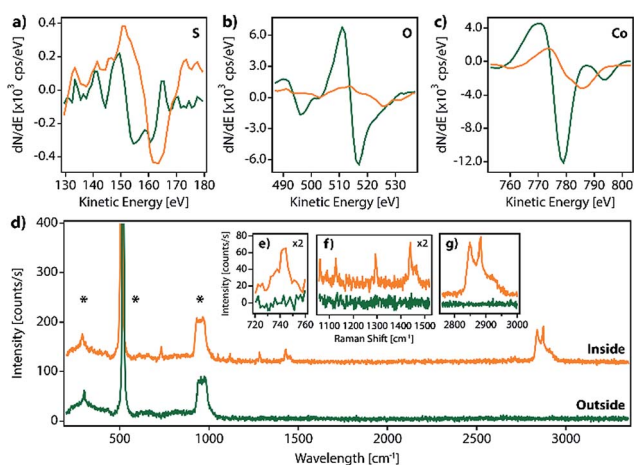 a) S
dN/dE [x10³ cps/eV]
0.4
0.2
0.0
-0.2
-0.4
130 140 150 160 170 180
Kinetic Energy [eV]
b) O
dN/dE [x10³ cps/eV]
6.0
3.0
0.0
-3.0
-6.0
490 510 530
Kinetic Energy [eV]
c) Co
dN/dE [x10³ cps/eV]
4.0
0.0
-4.0
-8.0
-12.0
760 780 800
Kinetic Energy [eV]
d)
Intensity [counts/s]
400
300
200
100
0
* * *
e) x2
Intensity [counts/s]
80
60
40
20
0
720 740 760
f) x2
1100 1200 1300 1400 1500
g)
2800 2900 3000
Raman Shift [cm⁻¹]
Inside
Outside
500 1000 1500 2000 2500 3000
Wavelength [cm⁻¹]